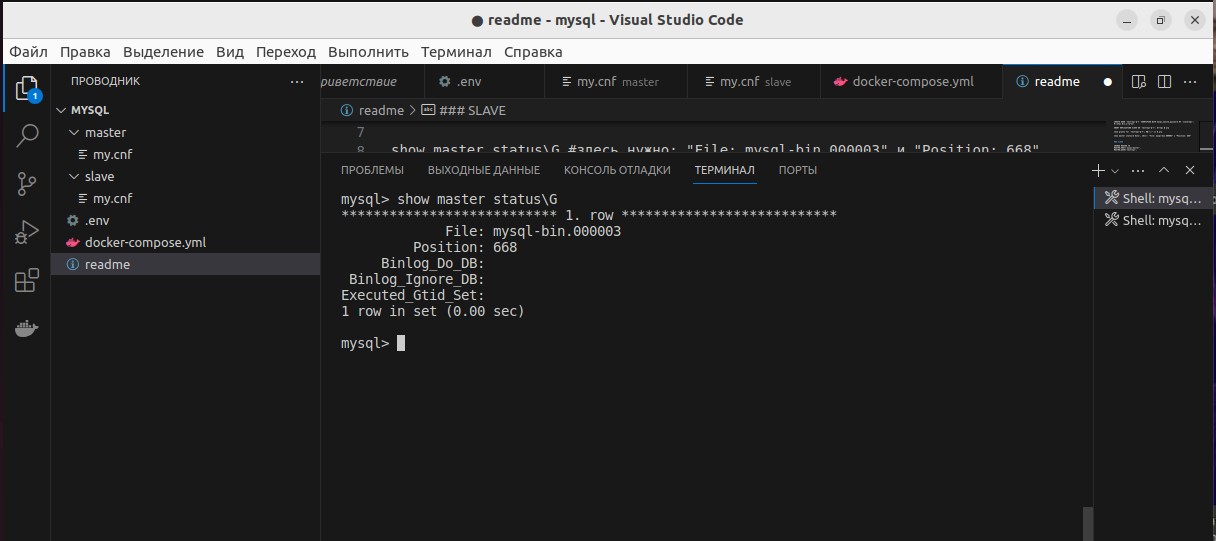 ● readme - mysql - Visual Studio Code
Файл Правка Выделение Вид Переход Выполнить Терминал Справка
ПРОВОДНИК
MYSQL
master
my.cnf
slave
my.cnf
.env
docker-compose.yml
readme
1
риветствие .env my.cnf master my.cnf slave docker-compose.yml readme
readme > ### SLAVE
7
8 show master status\G #здесь нужно: "File: mysql-bin.000003" и "Position: 668"
ПРОБЛЕМЫ ВЫХОДНЫЕ ДАННЫЕ КОНСОЛЬ ОТЛАДКИ ТЕРМИНАЛ ПОРТЫ
mysql> show master status\G
*************************** 1. row ***************************
File: mysql-bin.000003
Position: 668
Binlog_Do_DB:
Binlog_Ignore_DB:
Executed_Gtid_Set:
1 row in set (0.00 sec)
mysql>
Shell: mysq...
Shell: mysq...